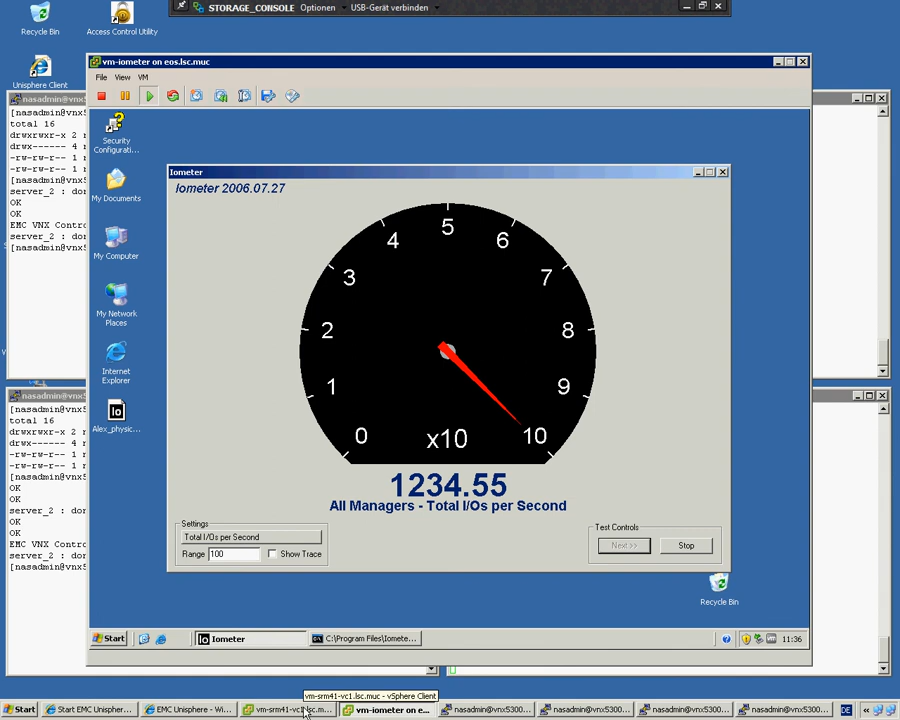 STORAGE_CONSOLE Optionen USB-Gerät verbinden
Recycle Bin
Access Control Utility
Unisphere Client
vm-iometer on eos.lsc.muc
File View VM
nasadmin@vnx5
[nasadmin@vnx5
total 16
drwxrwxr-x 2 r
drwx------ 4 r
-rw-rw-r-- 1
-rw-rw-r-- 1
[nasadmin@vnx5
server_2 : dor
OK
OK
EMC VNX Contro
server_2 : dor
[nasadmin@vnx5
nasadmin@vnx5
[nasadmin@vnx5
total 16
drwxrwxr-x 2 r
drwx------ 4 r
-rw-rw-r-- 1
-rw-rw-r-- 1
[nasadmin@vnx5
OK
OK
server_2 : dor
OK
OK
EMC VNX Contro
server_2 : dor
[nasadmin@vnx5
Security
Configurati...
My Documents
My Computer
My Network
Places
Internet
Explorer
Alex_physic...
Iometer
Iometer 2006.07.27
0 1 2 3 4 5 6 7 8 9 10
x10
1234.55
All Managers - Total I/Os per Second
Settings
Total I/Os per Second
Range 100 Show Trace
Test Controls
Next >> Stop
Recycle Bin
Start Iometer C:\Program Files\Iomete... 11:36
vm-srm41-vc1.lsc.muc - vSphere Client
Start Start EMC Unispher... EMC Unisphere - Wi... vm-srm41-vc1.lsc.m... vm-iometer on e... nasadmin@vnx5300... nasadmin@vnx5300... nasadmin@vnx5300... DE